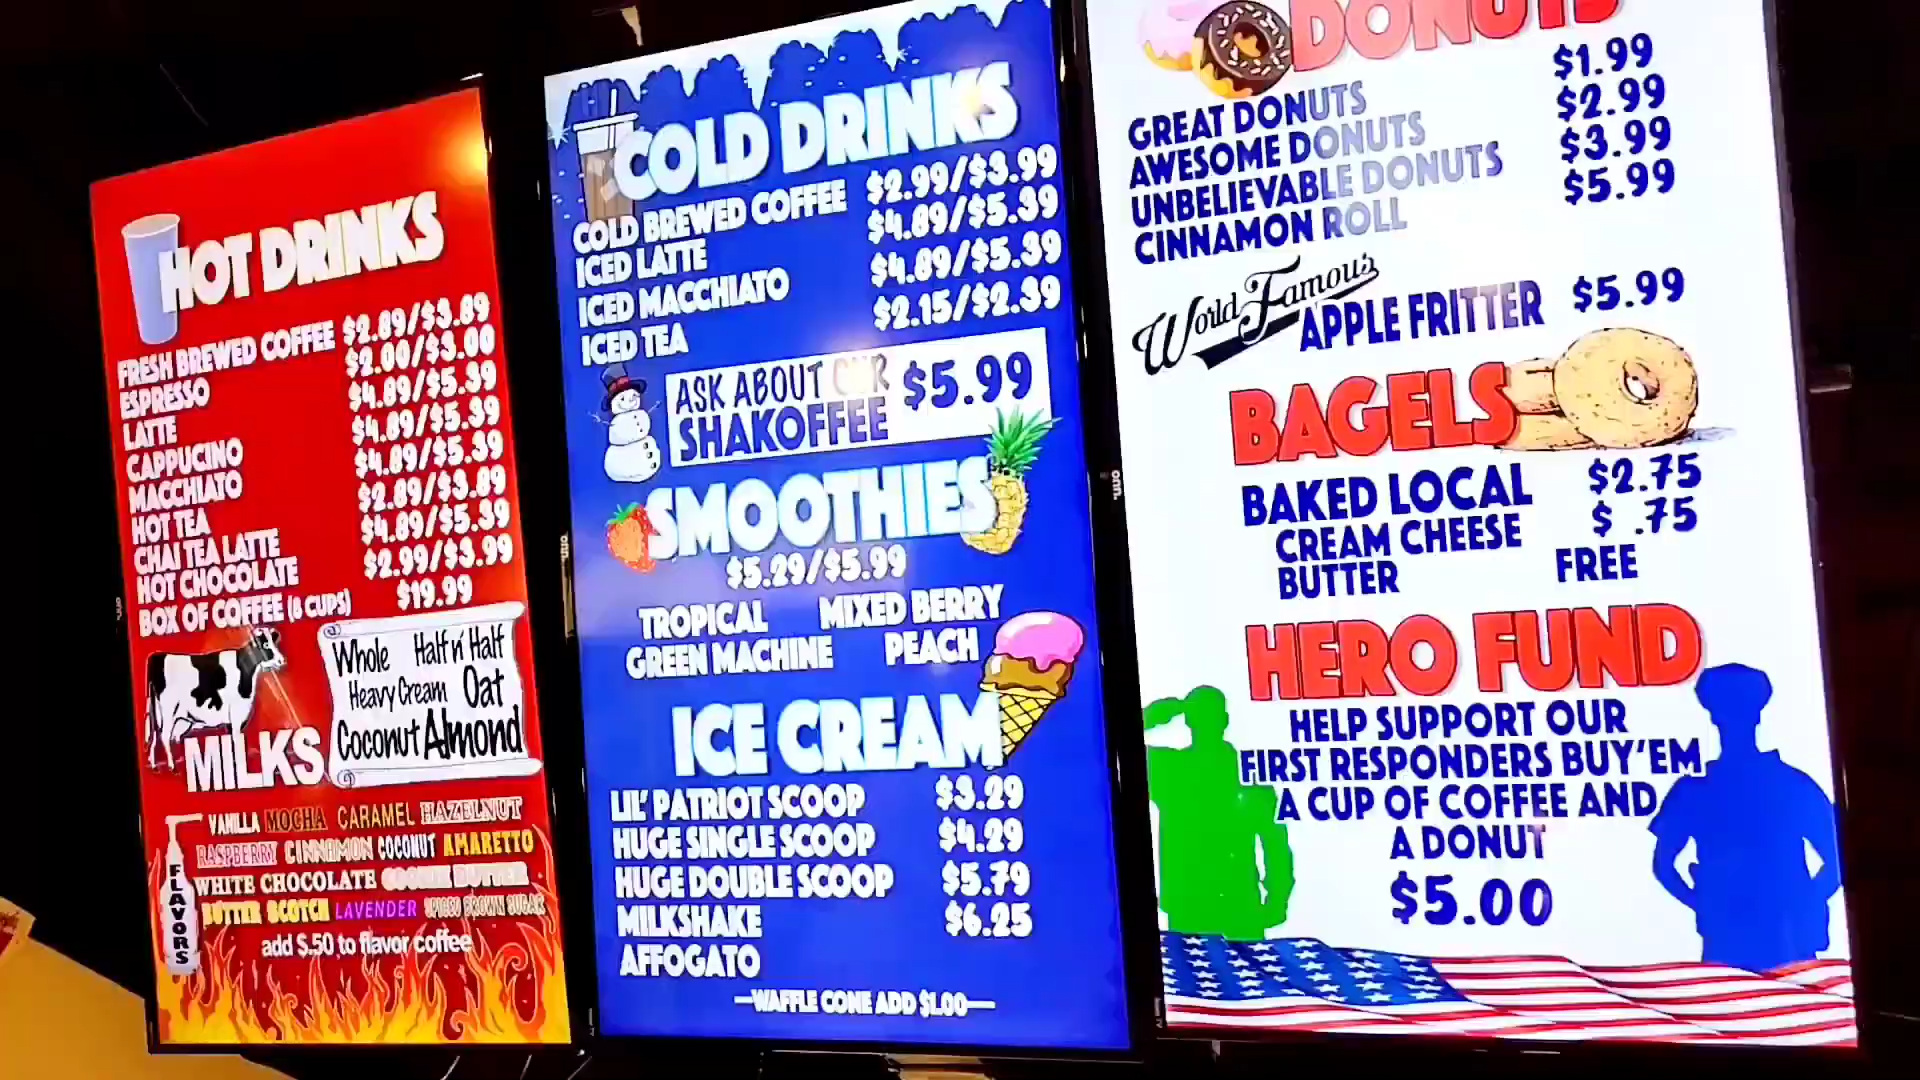 HOT DRINKS
FRESH BREWED COFFEE $2.89/$3.89
ESPRESSO $2.00/$3.00
LATTE $4.89/$5.39
CAPPUCINO $4.89/$5.39
MACCHIATO $4.89/$5.39
HOT TEA $2.89/$3.89
CHAI TEA LATTE $4.89/$5.39
HOT CHOCOLATE $2.99/$3.99
BOX OF COFFEE (8 CUPS) $19.99
MILKS
Whole Half n' Half
Heavy Cream Oat
Coconut Almond
FLAVORS
VANILLA MOCHA CARAMEL HAZELNUT
RASPBERRY CINNAMON COCONUT AMARETTO
WHITE CHOCOLATE COOKIE BUTTER
BUTTER SCOTCH LAVENDER SPICED BROWN SUGAR
add $.50 to flavor coffee
COLD DRINKS
COLD BREWED COFFEE $2.99/$3.99
ICED LATTE $4.89/$5.39
ICED MACCHIATO $4.89/$5.39
ICED TEA $2.15/$2.39
ASK ABOUT OUR
SHAKOFFEE $5.99
SMOOTHIES
$5.29/$5.99
TROPICAL MIXED BERRY
GREEN MACHINE PEACH
ICE CREAM
LIL' PATRIOT SCOOP $3.29
HUGE SINGLE SCOOP $4.29
HUGE DOUBLE SCOOP $5.79
MILKSHAKE $6.25
AFFOGATO
—WAFFLE CONE ADD $1.00—
DONUTS
GREAT DONUTS $1.99
AWESOME DONUTS $2.99
UNBELIEVABLE DONUTS $3.99
CINNAMON ROLL $5.99
World Famous
APPLE FRITTER $5.99
BAGELS
BAKED LOCAL $2.75
CREAM CHEESE $ .75
BUTTER FREE
HERO FUND
HELP SUPPORT OUR
FIRST RESPONDERS BUY'EM
A CUP OF COFFEE AND
A DONUT
$5.00
onn.
onn.
onn.